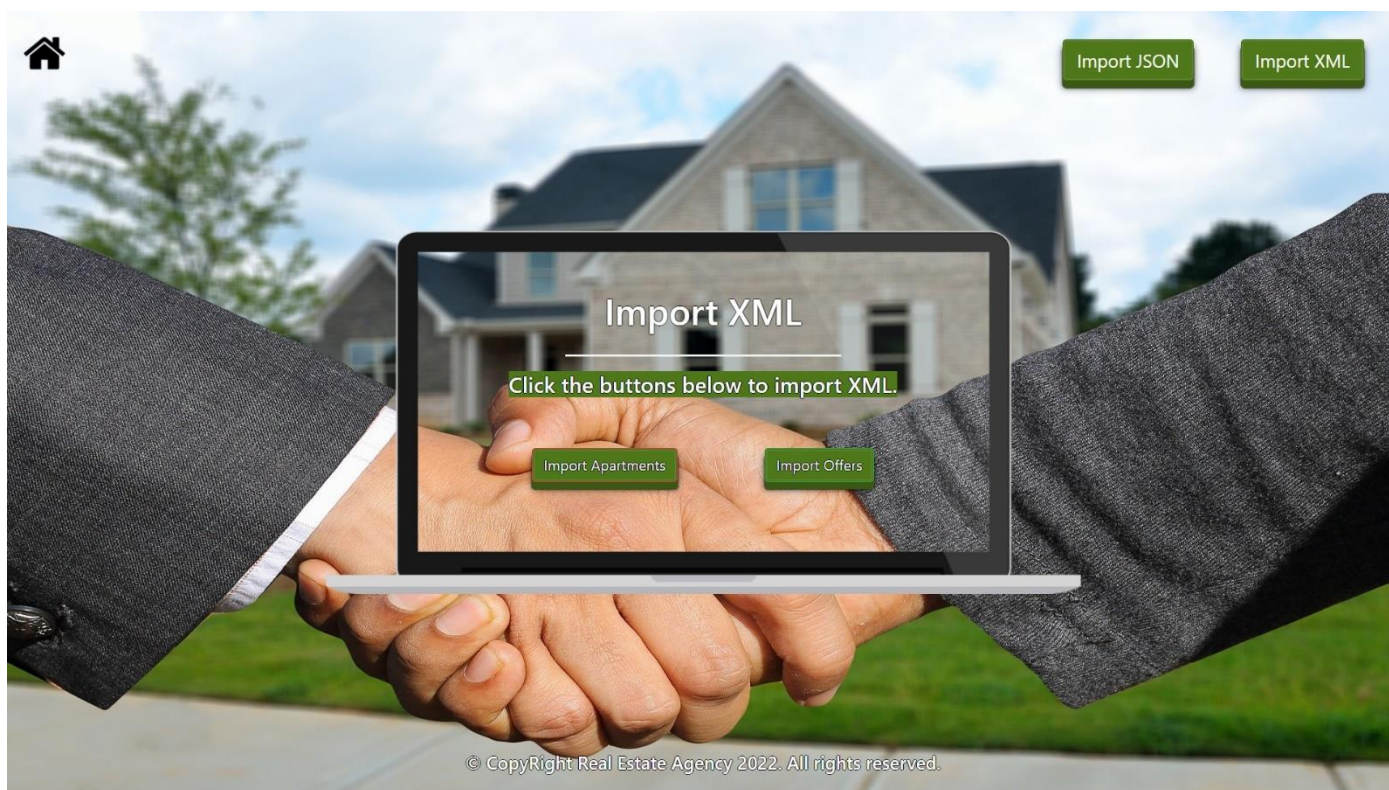 Import JSON
Import XML
Import XML
Click the buttons below to import XML.
Import Apartments
Import Offers
© CopyRight Real Estate Agency 2022. All rights reserved.